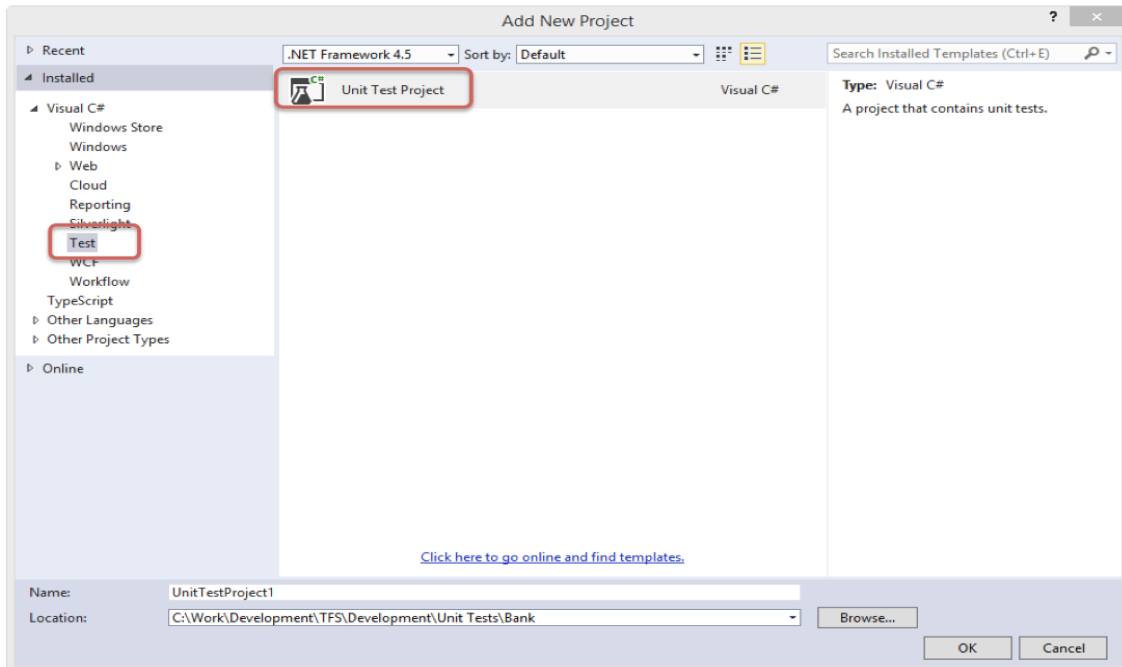 Add New Project
?
Recent
Installed
Visual C#
Windows Store
Windows
Web
Cloud
Reporting
Silverlight
Test
WCF
Workflow
TypeScript
Other Languages
Other Project Types
Online
.NET Framework 4.5 Sort by: Default
C# Unit Test Project Visual C#
Click here to go online and find templates.
Search Installed Templates (Ctrl+E)
Type: Visual C#
A project that contains unit tests.
Name: UnitTestProject1
Location: C:\Work\Development\TFS\Development\Unit Tests\Bank Browse...
OK Cancel